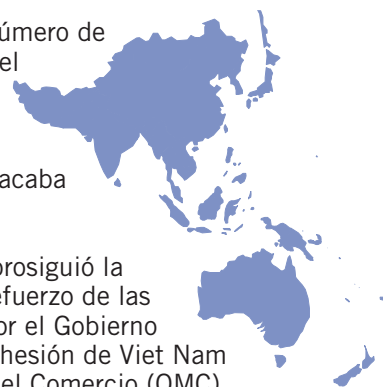 úmero de
el
acaba
prosiguió la
efuerzo de las
or el Gobierno
hesión de Viet Nam
el Comercio (OMC)